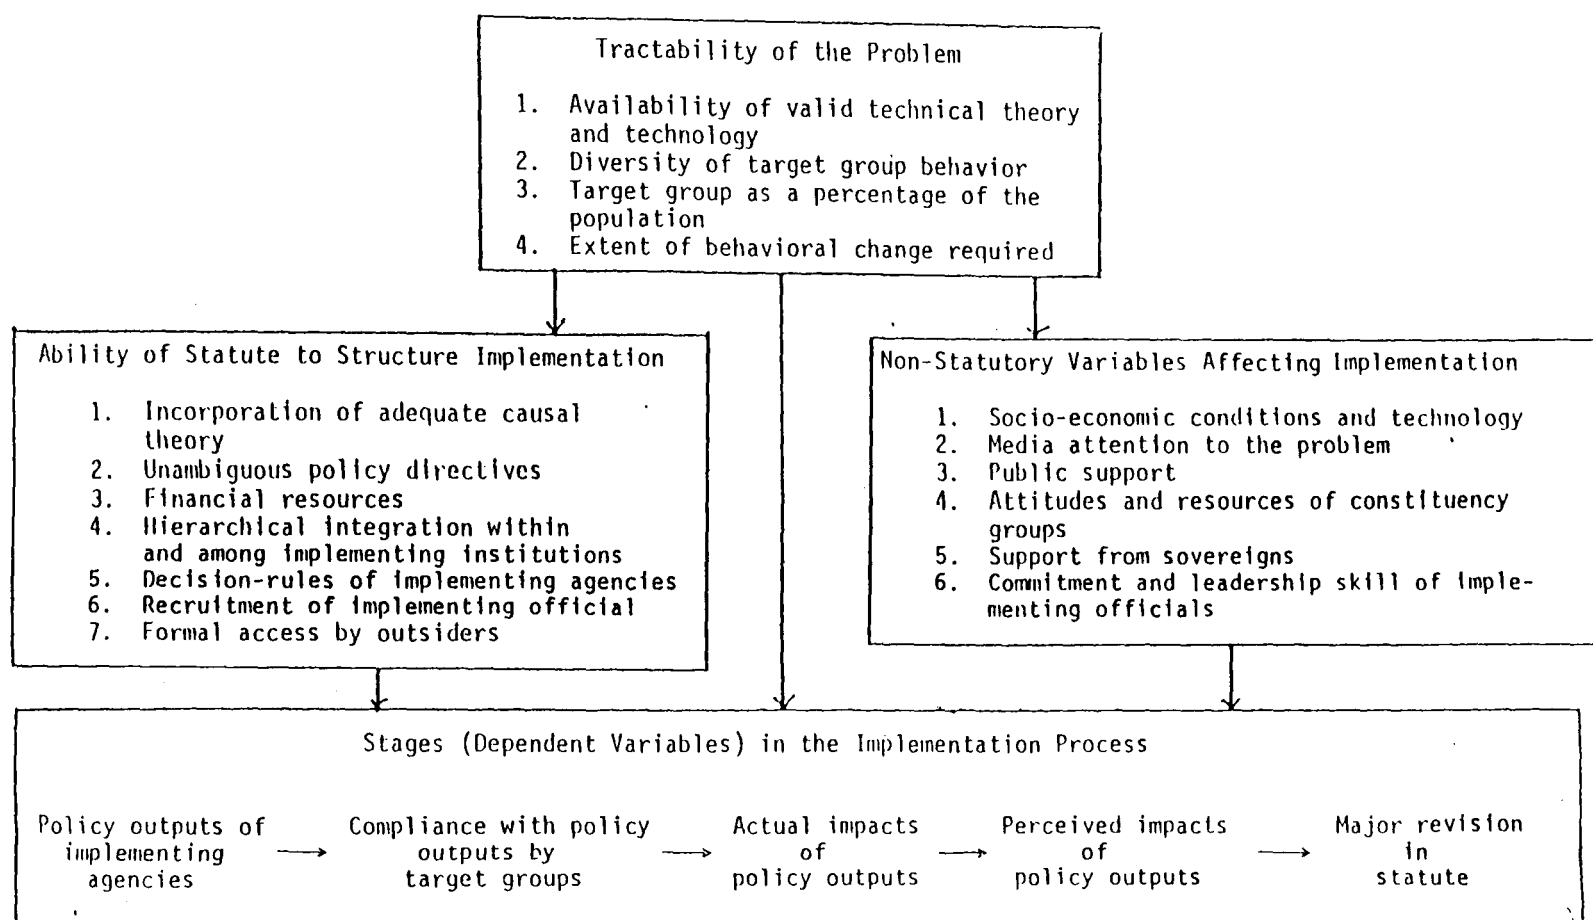 Tractability of the Problem
1. Availability of valid technical theory
and technology
2. Diversity of target group behavior
3. Target group as a percentage of the
population
4. Extent of behavioral change required
Ability of Statute to Structure Implementation
1. Incorporation of adequate causal
theory
2. Unambiguous policy directives
3. Financial resources
4. Hierarchical integration within
and among implementing institutions
5. Decision-rules of implementing agencies
6. Recruitment of implementing official
7. Formal access by outsiders
Non-Statutory Variables Affecting Implementation
1. Socio-economic conditions and technology
2. Media attention to the problem
3. Public support
4. Attitudes and resources of constituency
groups
5. Support from sovereigns
6. Commitment and leadership skill of imple-
menting officials
Stages (Dependent Variables) in the Implementation Process
Policy outputs of
implementing
agencies
Compliance with policy
outputs by
target groups
Actual impacts
of
policy outputs
Perceived impacts
of
policy outputs
Major revision
in
statute